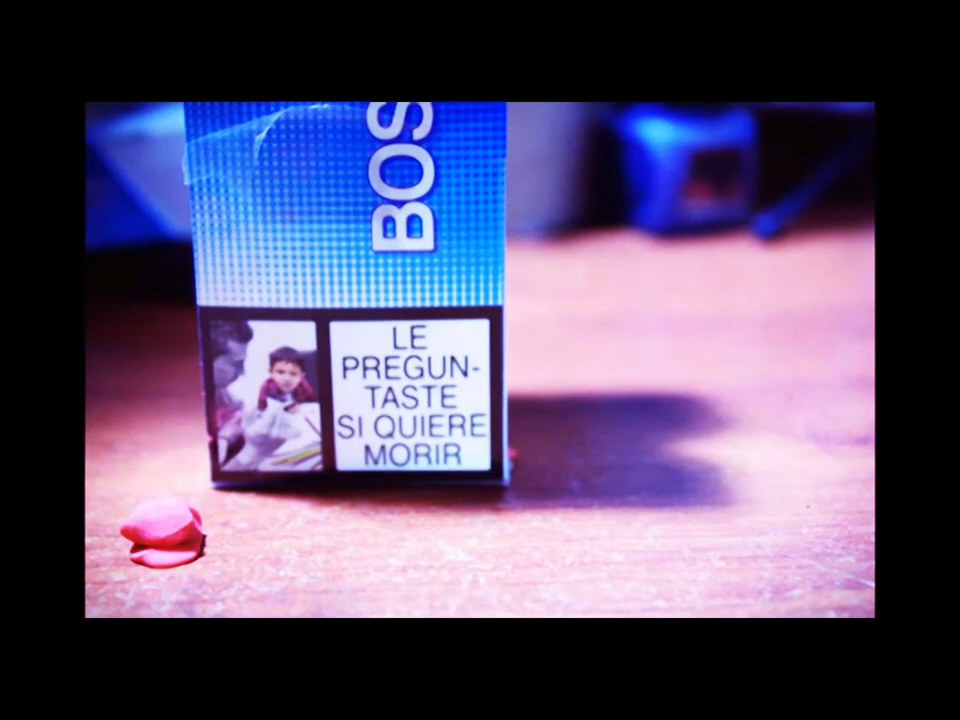 BOS
LE
PREGUN-
TASTE
SI QUIERE
MORIR